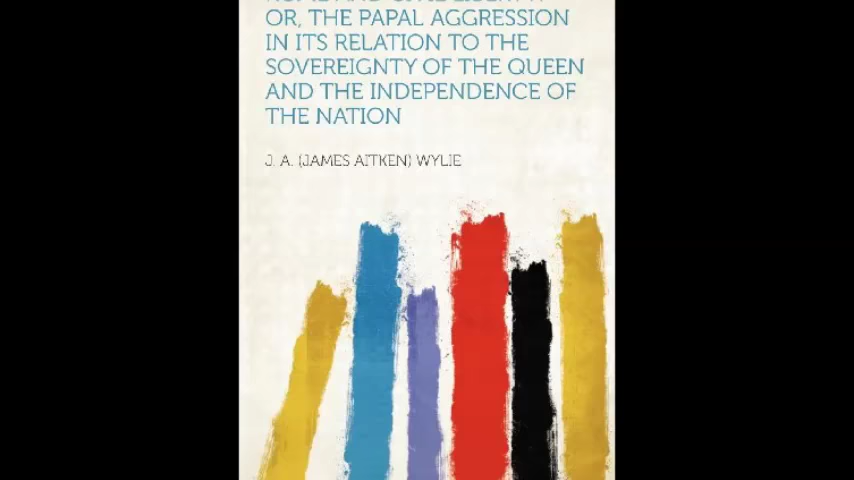 OR, THE PAPAL AGGRESSION
IN ITS RELATION TO THE
SOVEREIGNTY OF THE QUEEN
AND THE INDEPENDENCE OF
THE NATION
J. A. (JAMES AITKEN) WYLIE